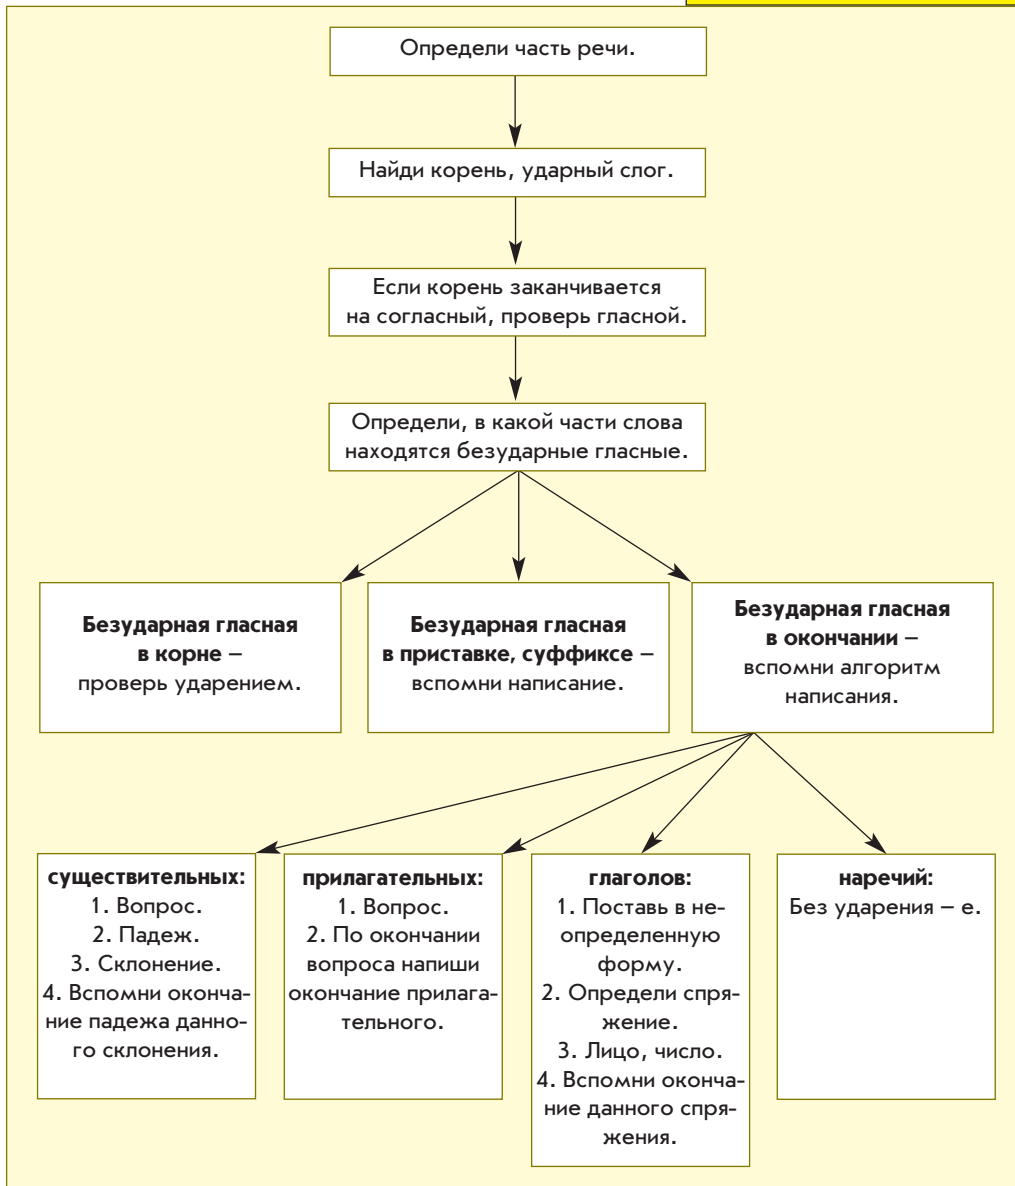 Определи часть речи.
Найди корень, ударный слог.
Если корень заканчивается
на согласный, проверь гласной.
Определи, в какой части слова
находятся безударные гласные.
Безударная гласная
в корне –
проверь ударением.
Безударная гласная
в приставке, суффиксе –
вспомни написание.
Безударная гласная
в окончании –
вспомни алгоритм
написания.
существительных:
1. Вопрос.
2. Падеж.
3. Склонение.
4. Вспомни оконча-
ние падежа данно-
го склонения.
прилагательных:
1. Вопрос.
2. По окончании
вопроса напиши
окончание прилага-
тельного.
глаголов:
1. Поставь в не-
определенную
форму.
2. Определи спря-
жение.
3. Лицо, число.
4. Вспомни оконча-
ние данного спря-
жения.
наречий:
Без ударения – е.